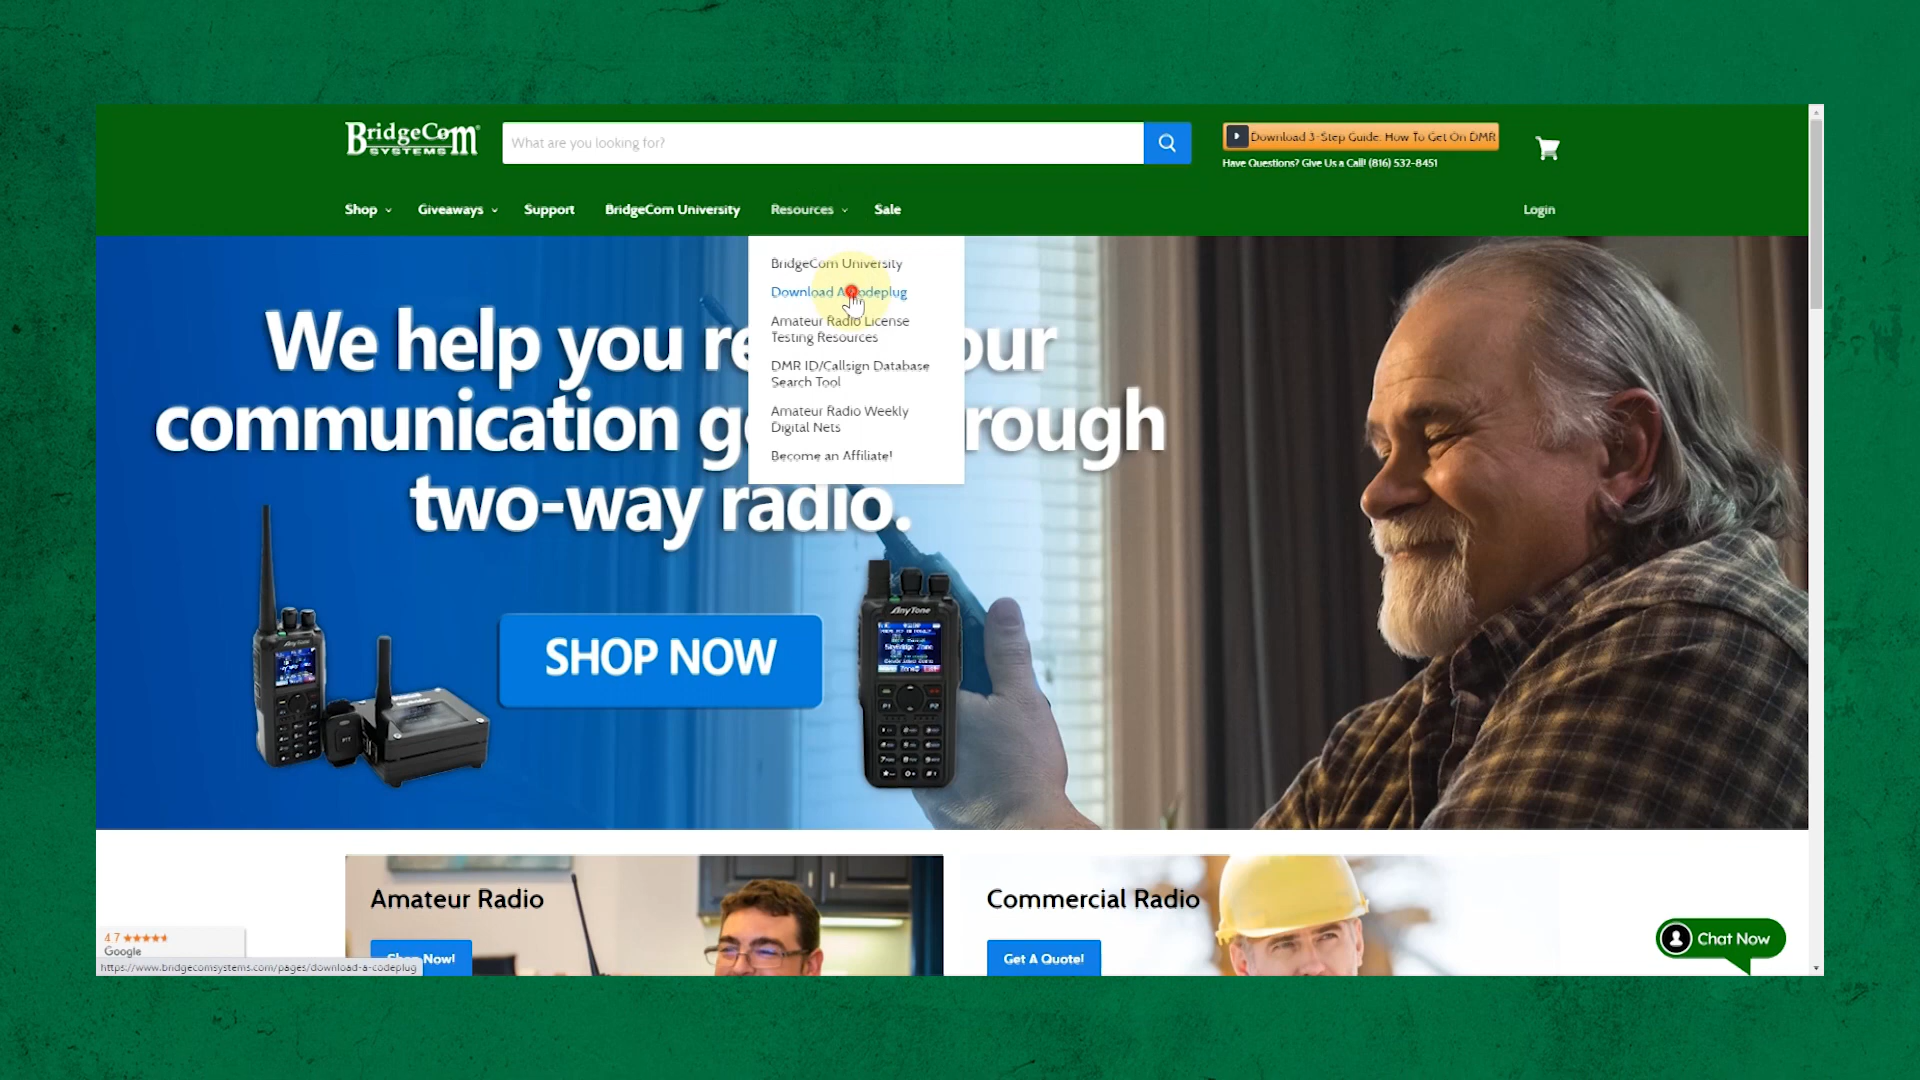 BridgeCom
SYSTEMS
What are you looking for?
Download 3-Step Guide: How To Get On DMR
Have Questions? Give Us a Call! (816) 532-8451
Shop
Giveaways
Support
BridgeCom University
Resources
Sale
Login
BridgeCom University
Download A Codeplug
Amateur Radio License
Testing Resources
DMR ID/Callsign Database
Search Tool
Amateur Radio Weekly
Digital Nets
Become an Affiliate!
We help you re our
communication g rough
two-way radio.
SHOP NOW
AnyTone
P1
P2
Amateur Radio
Shop Now!
Commercial Radio
Get A Quote!
4.7
Google
https://www.bridgecomsystems.com/pages/download-a-codeplug
Chat Now